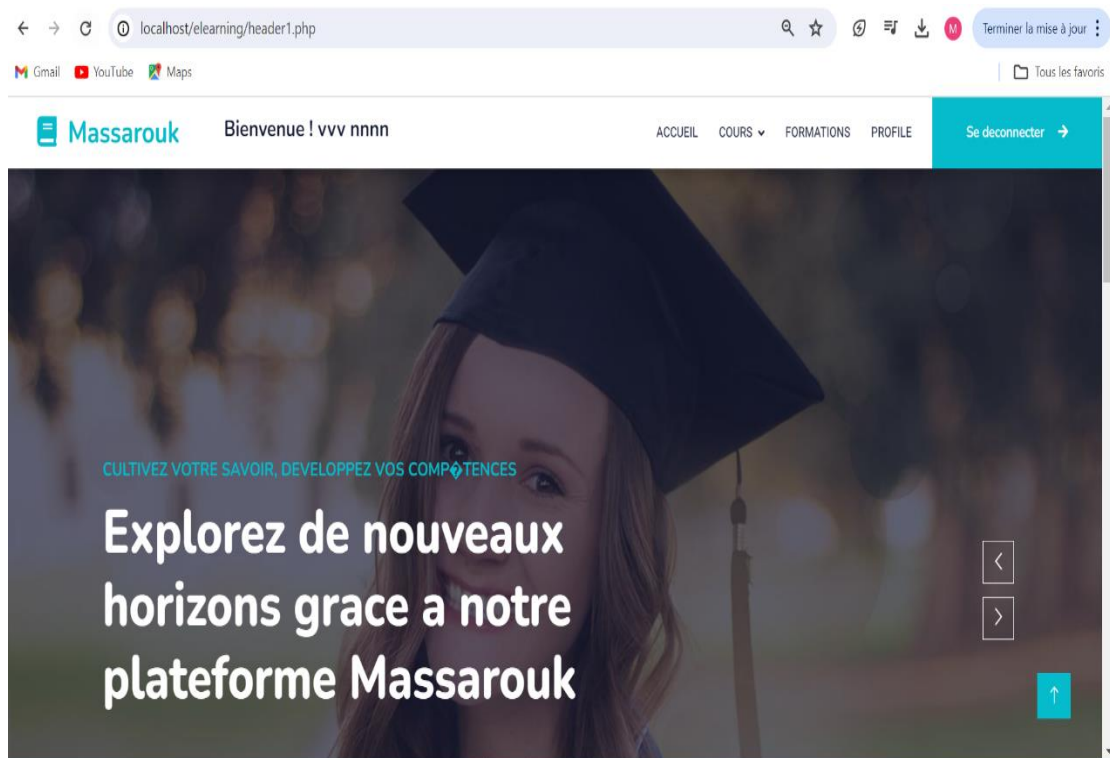 localhost/elearning/header1.php
M
Terminer la mise à jour
Gmail YouTube Maps
Tous les favoris
Massarouk
Bienvenue ! vvv nnnn
ACCUEIL COURS FORMATIONS PROFILE
Se deconnecter
CULTIVEZ VOTRE SAVOIR, DEVELOPPEZ VOS COMP�TENCES
Explorez de nouveaux
horizons grace a notre
plateforme Massarouk